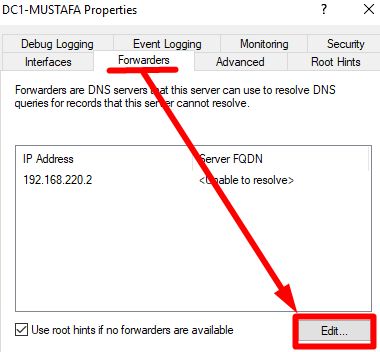 DC1-MUSTAFA Properties
Debug Logging Event Logging Monitoring Security
Interfaces Forwarders Advanced Root Hints
Forwarders are DNS servers that this server can use to resolve DNS
queries for records that this server cannot resolve.
IP Address Server FQDN
192.168.220.2 <Unable to resolve>
Use root hints if no forwarders are available Edit...